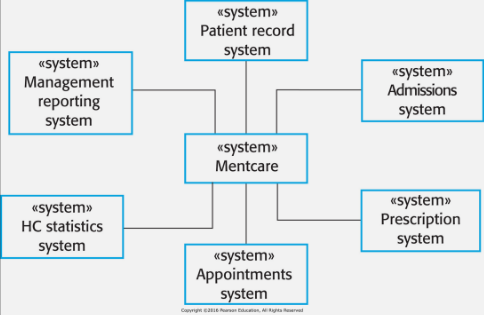 «system»
Patient record
system
«system»
Management
reporting
system
«system»
Admissions
system
«system»
Mentcare
«system»
HC statistics
system
«system»
Prescription
system
«system»
Appointments
system
Copyright ©2016 Pearson Education, All Rights Reserved